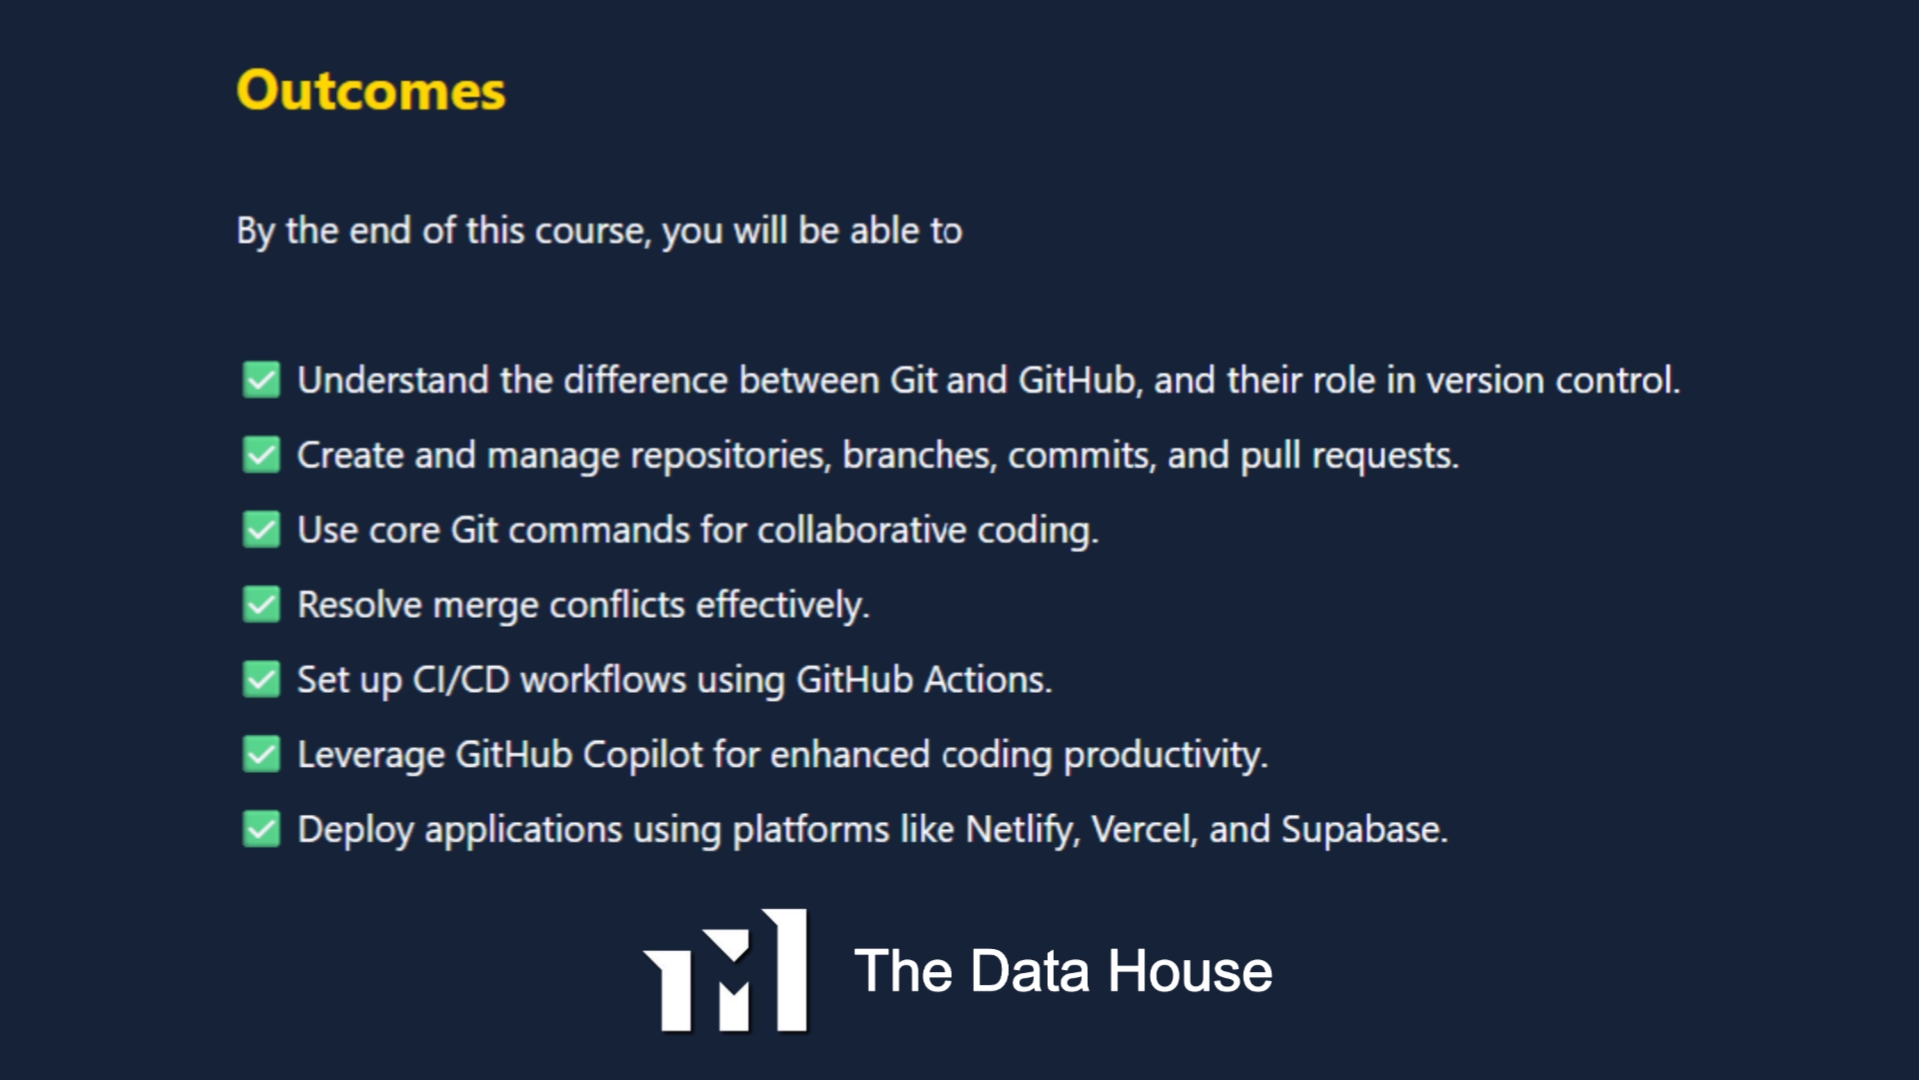 Outcomes
By the end of this course, you will be able to
✅ Understand the difference between Git and GitHub, and their role in version control.
✅ Create and manage repositories, branches, commits, and pull requests.
✅ Use core Git commands for collaborative coding.
✅ Resolve merge conflicts effectively.
✅ Set up CI/CD workflows using GitHub Actions.
✅ Leverage GitHub Copilot for enhanced coding productivity.
✅ Deploy applications using platforms like Netlify, Vercel, and Supabase.
The Data House